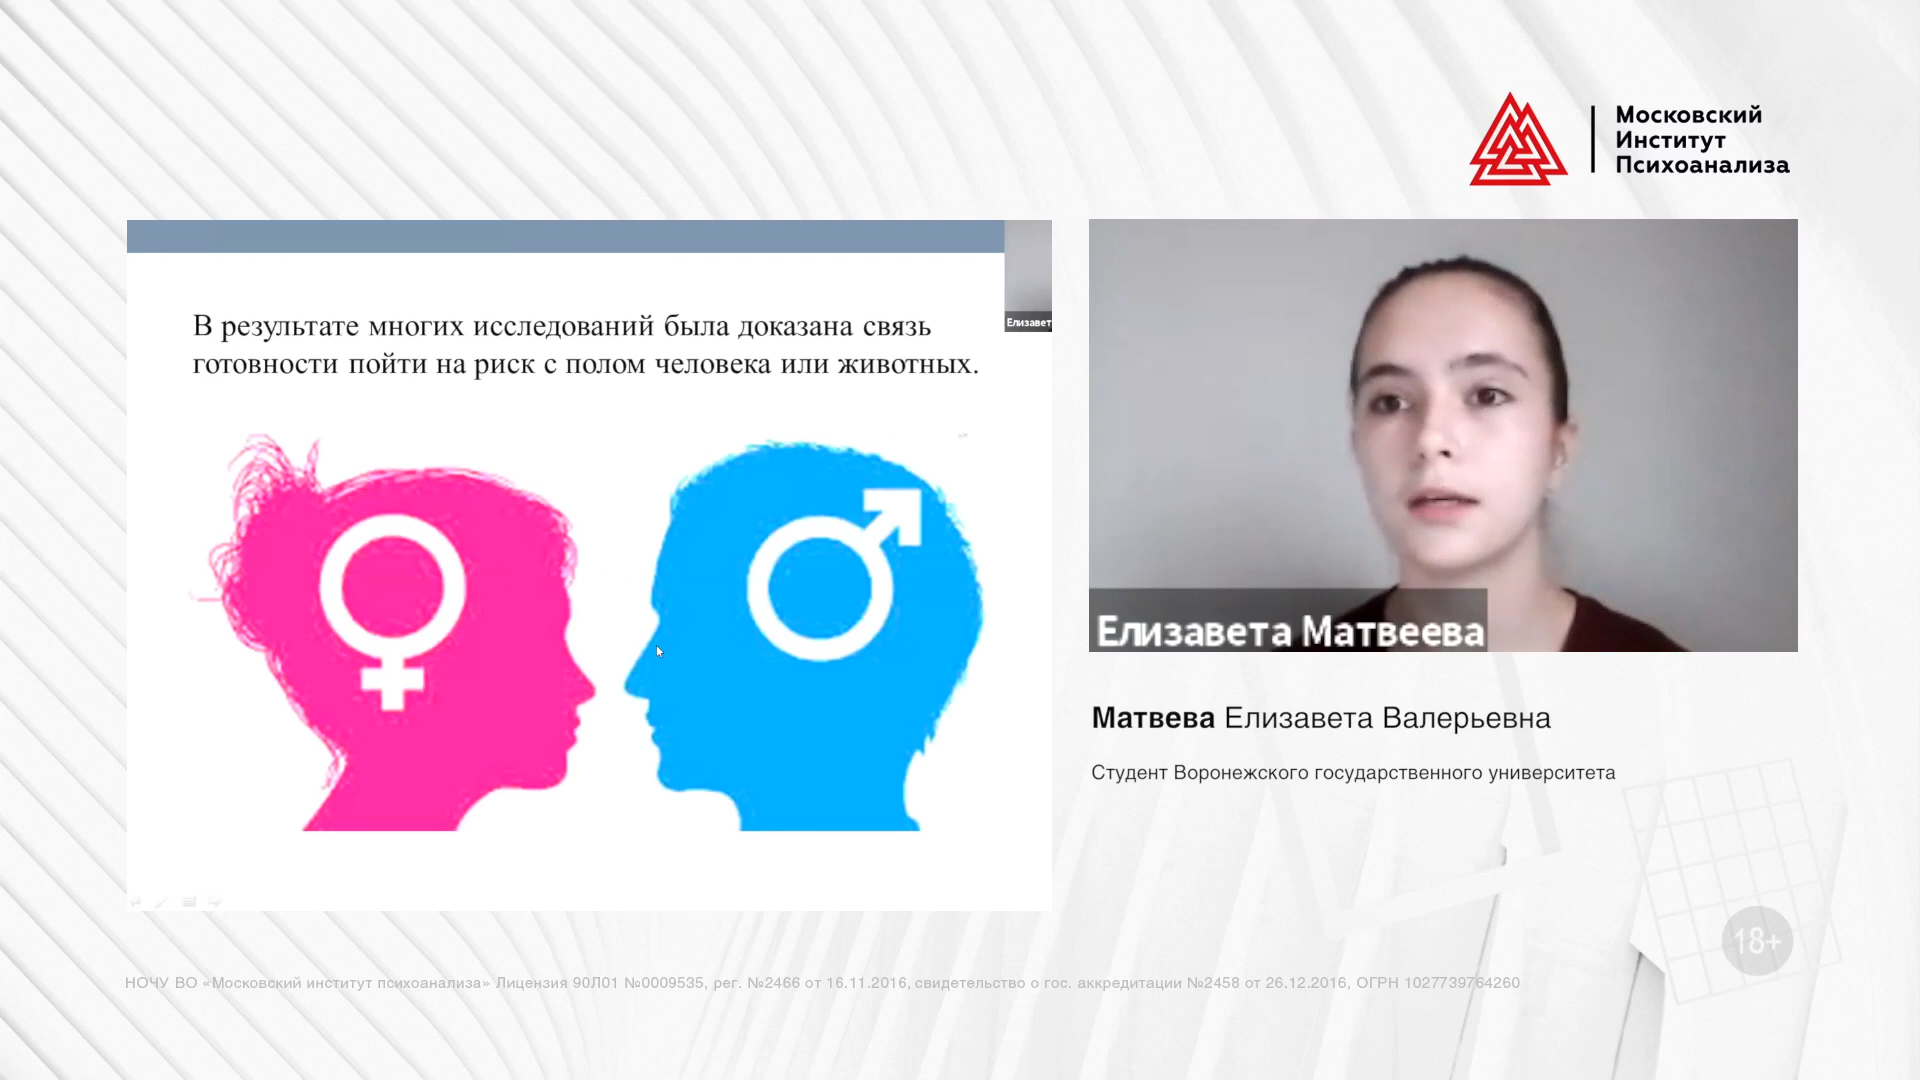 Московский
Институт
Психоанализа
В результате многих исследований была доказана связь
готовности пойти на риск с полом человека или животных.
Елизавет
Елизавета Матвеева
Матвева Елизавета Валерьевна
Студент Воронежского государственного университета
18+
НОЧУ ВО «Московский институт психоанализа» Лицензия 90Л01 №0009535, рег. №2466 от 16.11.2016, свидетельство о гос. аккредитации №2458 от 26.12.2016, ОГРН 1027739764260